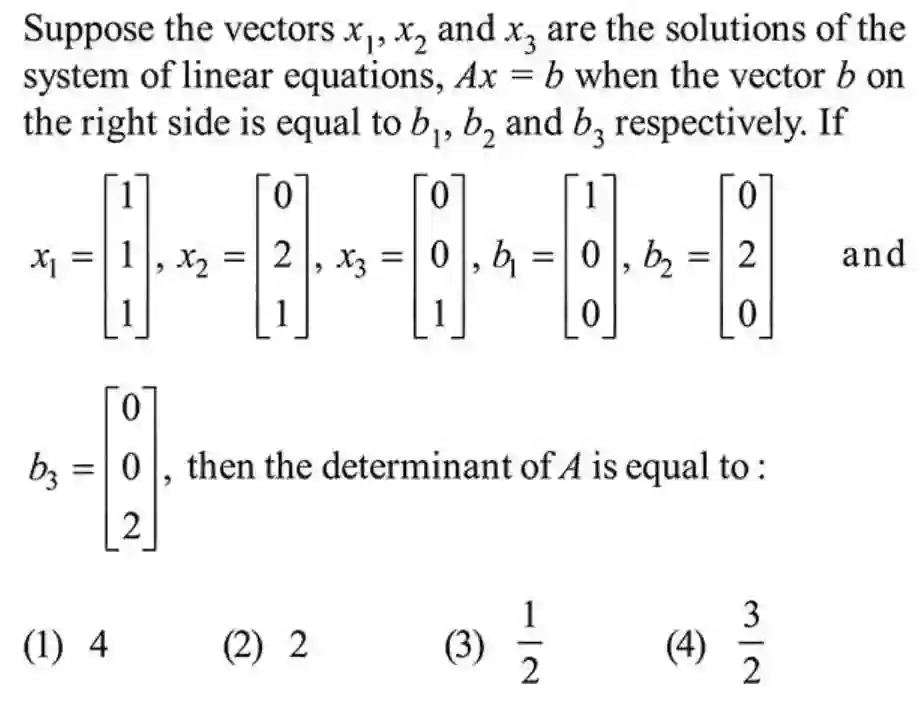 Suppose the vectors x₁, x₂ and x₃ are the solutions of the
system of linear equations, Ax = b when the vector b on
the right side is equal to b₁, b₂ and b₃ respectively. If
x₁ = [1 1 1], x₂ = [0 2 1], x₃ = [0 0 1], b₁ = [1 0 0], b₂ = [0 2 0] and
b₃ = [0 0 2], then the determinant of A is equal to :
(1) 4 (2) 2 (3) 1/2 (4) 3/2